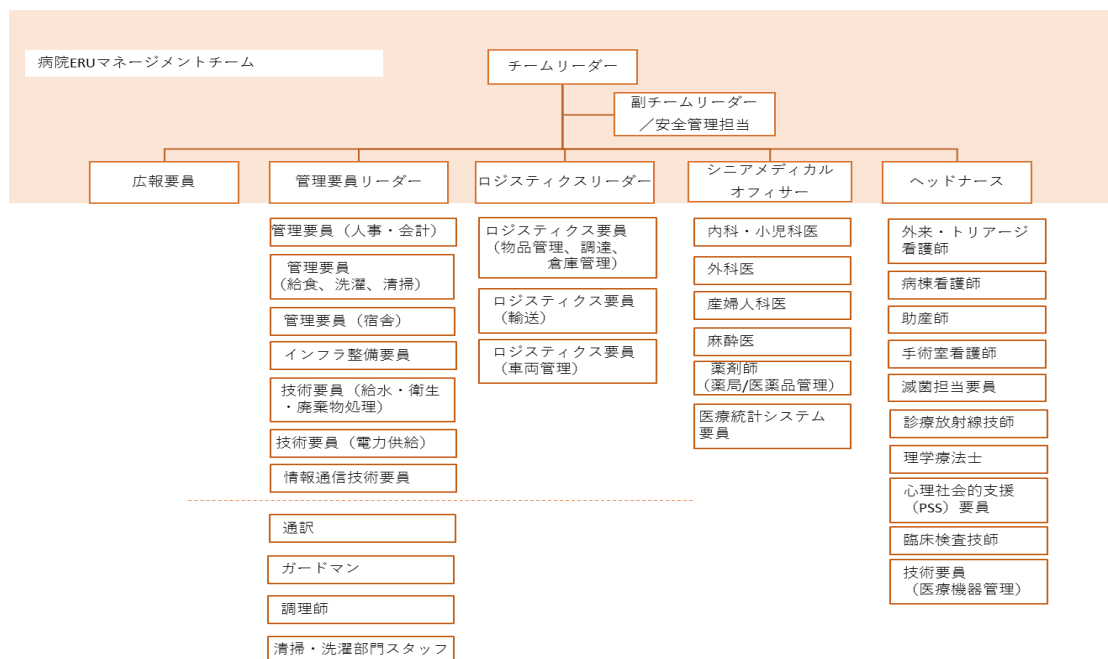 病院ERUマネージメントチーム
チームリーダー
副チームリーダー
／安全管理担当
広報要員
管理要員リーダー
ロジスティクスリーダー
シニアメディカル
オフィサー
ヘッドナース
管理要員（人事・会計）
管理要員
（給食、洗濯、清掃）
管理要員（宿舎）
インフラ整備要員
技術要員（給水・衛生
・廃棄物処理）
技術要員（電力供給）
情報通信技術要員
通訳
ガードマン
調理師
清掃・洗濯部門スタッフ
ロジスティクス要員
（物品管理、調達、
倉庫管理）
ロジスティクス要員
（輸送）
ロジスティクス要員
（車両管理）
内科・小児科医
外科医
産婦人科医
麻酔医
薬剤師
（薬局/医薬品管理）
医療統計システム
要員
外来・トリアージ
看護師
病棟看護師
助産師
手術室看護師
滅菌担当要員
診療放射線技師
理学療法士
心理社会的支援
（PSS）要員
臨床検査技師
技術要員
（医療機器管理）